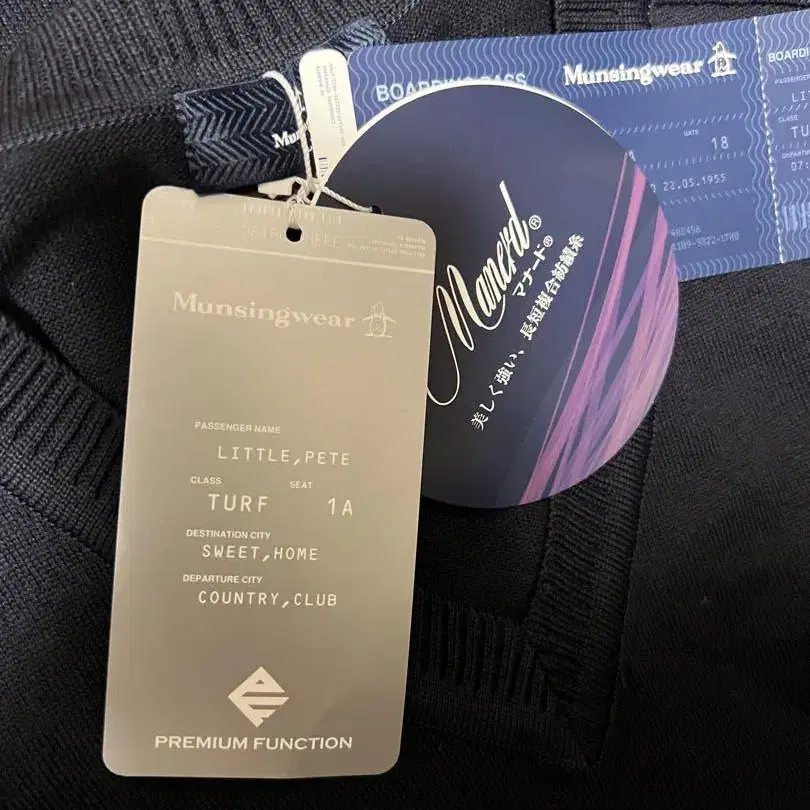 BOARDING PASS
Munsingwear
GATE
18
22.05.1955
Manerd®
マナード®
美しく強い、長短複合紡績糸
Munsingwear
PASSENGER NAME
LITTLE,PETE
CLASS
SEAT
TURF
1A
DESTINATION CITY
SWEET,HOME
DEPARTURE CITY
COUNTRY,CLUB
PREMIUM FUNCTION